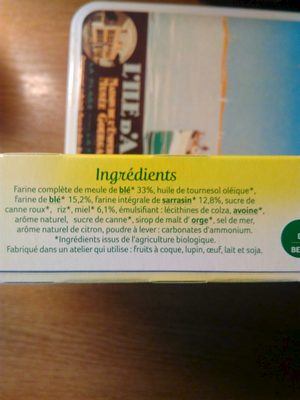 L'ILE D'A
Ingrédients
Farine complète de meule de blé* 33%, huile de tournesol oléique*,
farine de blé* 15,2%, farine intégrale de sarrasin* 12,8%, sucre de
canne roux*, riz*, miel* 6,1%, émulsifiant : lécithines de colza, avoine*,
arôme naturel, sucre de canne*, sirop de malt d'orge*, sel de mer,
arôme naturel de citron, poudre à lever : carbonates d'ammonium.
*Ingrédients issus de l'agriculture biologique.
Fabriqué dans un atelier qui utilise : fruits à coque, lupin, œuf, lait et soja.